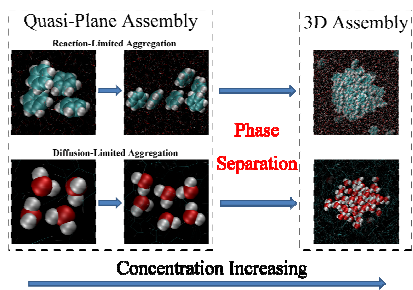 Quasi-Plane Assembly
3D Assembly
Reaction-Limited Aggregation
Phase
Separation
Diffusion-Limited Aggregation
Concentration Increasing